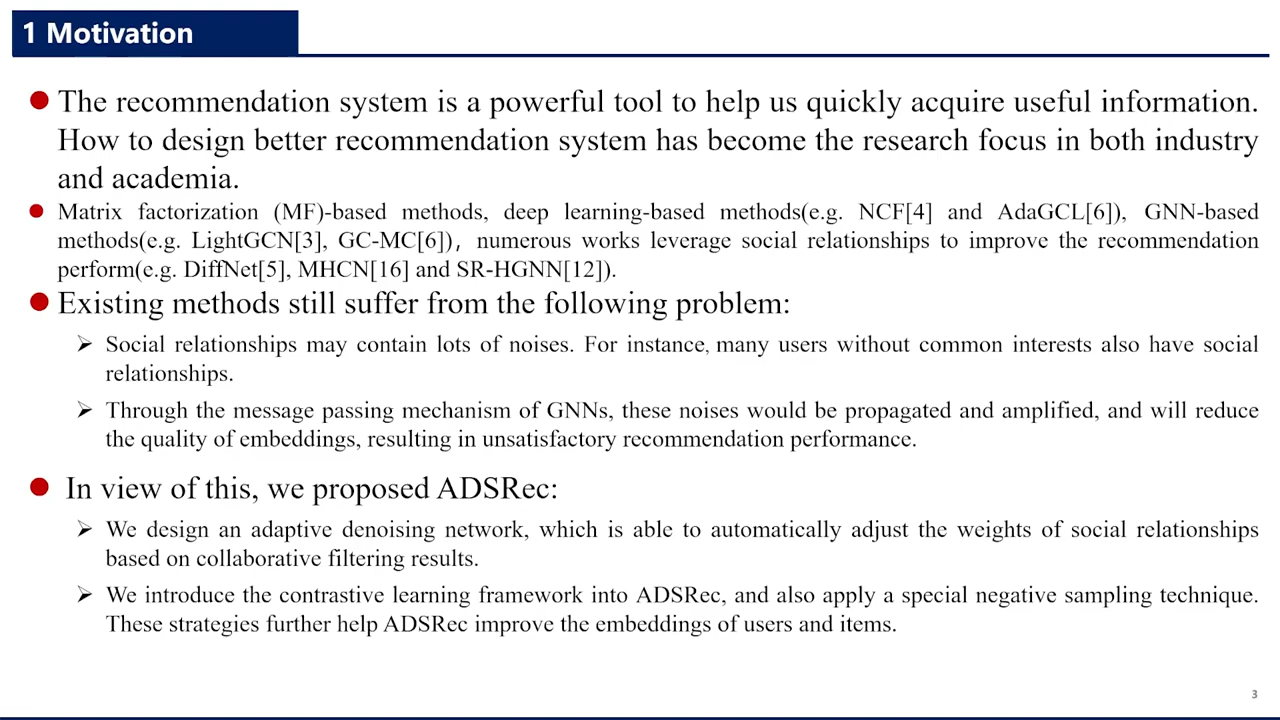 1 Motivation
The recommendation system is a powerful tool to help us quickly acquire useful information.
How to design better recommendation system has become the research focus in both industry
and academia.
Matrix factorization (MF)-based methods, deep learning-based methods(e.g. NCF[4] and AdaGCL[6]), GNN-based
methods(e.g. LightGCN[3], GC-MC[6])，numerous works leverage social relationships to improve the recommendation
perform(e.g. DiffNet[5], MHCN[16] and SR-HGNN[12]).
Existing methods still suffer from the following problem:
Social relationships may contain lots of noises. For instance, many users without common interests also have social
relationships.
Through the message passing mechanism of GNNs, these noises would be propagated and amplified, and will reduce
the quality of embeddings, resulting in unsatisfactory recommendation performance.
In view of this, we proposed ADSRec:
We design an adaptive denoising network, which is able to automatically adjust the weights of social relationships
based on collaborative filtering results.
We introduce the contrastive learning framework into ADSRec, and also apply a special negative sampling technique.
These strategies further help ADSRec improve the embeddings of users and items.
3